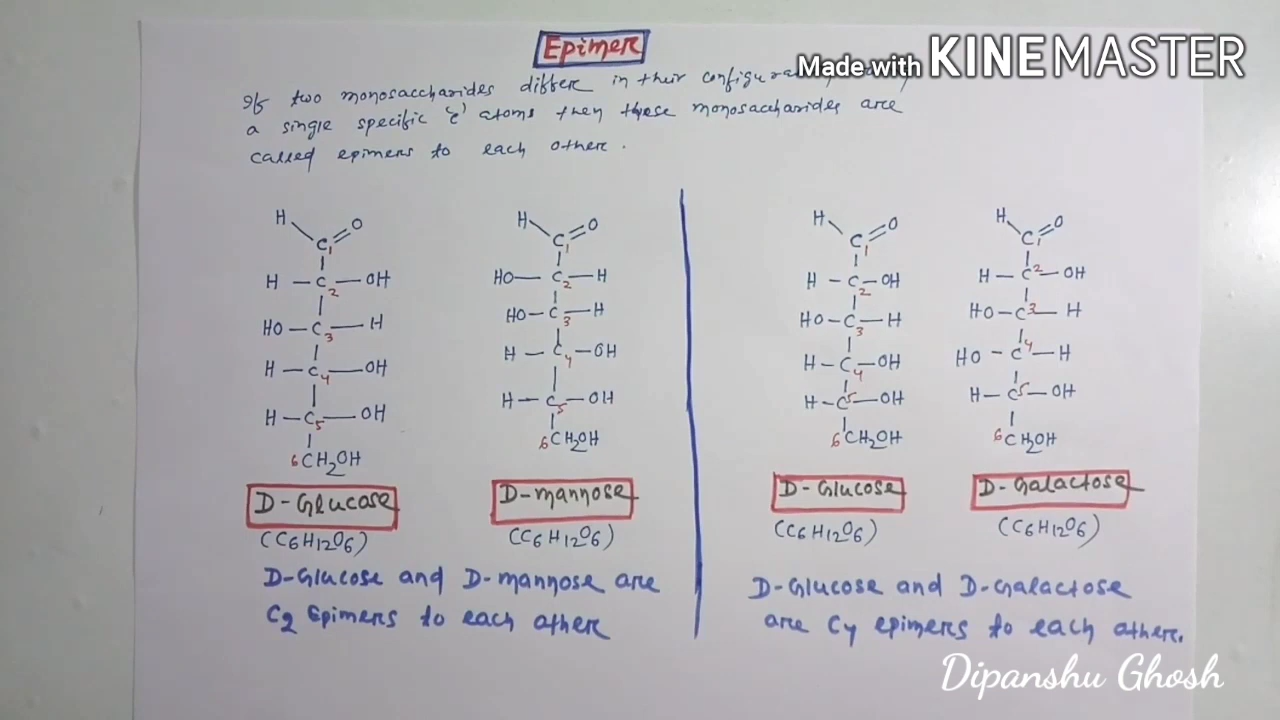 Epimer
Made with KINEMASTER
If two monosaccharides differ in their
a single specific 'c' atoms then these monosaccharides are
called epimers to each other.
H O
C1
H C2 OH
HO C3 H
H C4 OH
H C5 OH
6CH2OH
D-Glucose
(C6H12O6)
H O
C1
HO C2 H
HO C3 H
H C4 OH
H C5 OH
6CH2OH
D-mannose
(C6H12O6)
D-Glucose and D-mannose are
C2 Epimers to each other
H O
C1
H C2 OH
HO C3 H
H C4 OH
H C5 OH
6CH2OH
D-Glucose
(C6H12O6)
H O
C1
H C2 OH
HO C3 H
HO C4 H
H C5 OH
6CH2OH
D-Galactose
(C6H12O6)
D-Glucose and D-Galactose
are C4 epimers to each other.
Dipanshu Ghosh